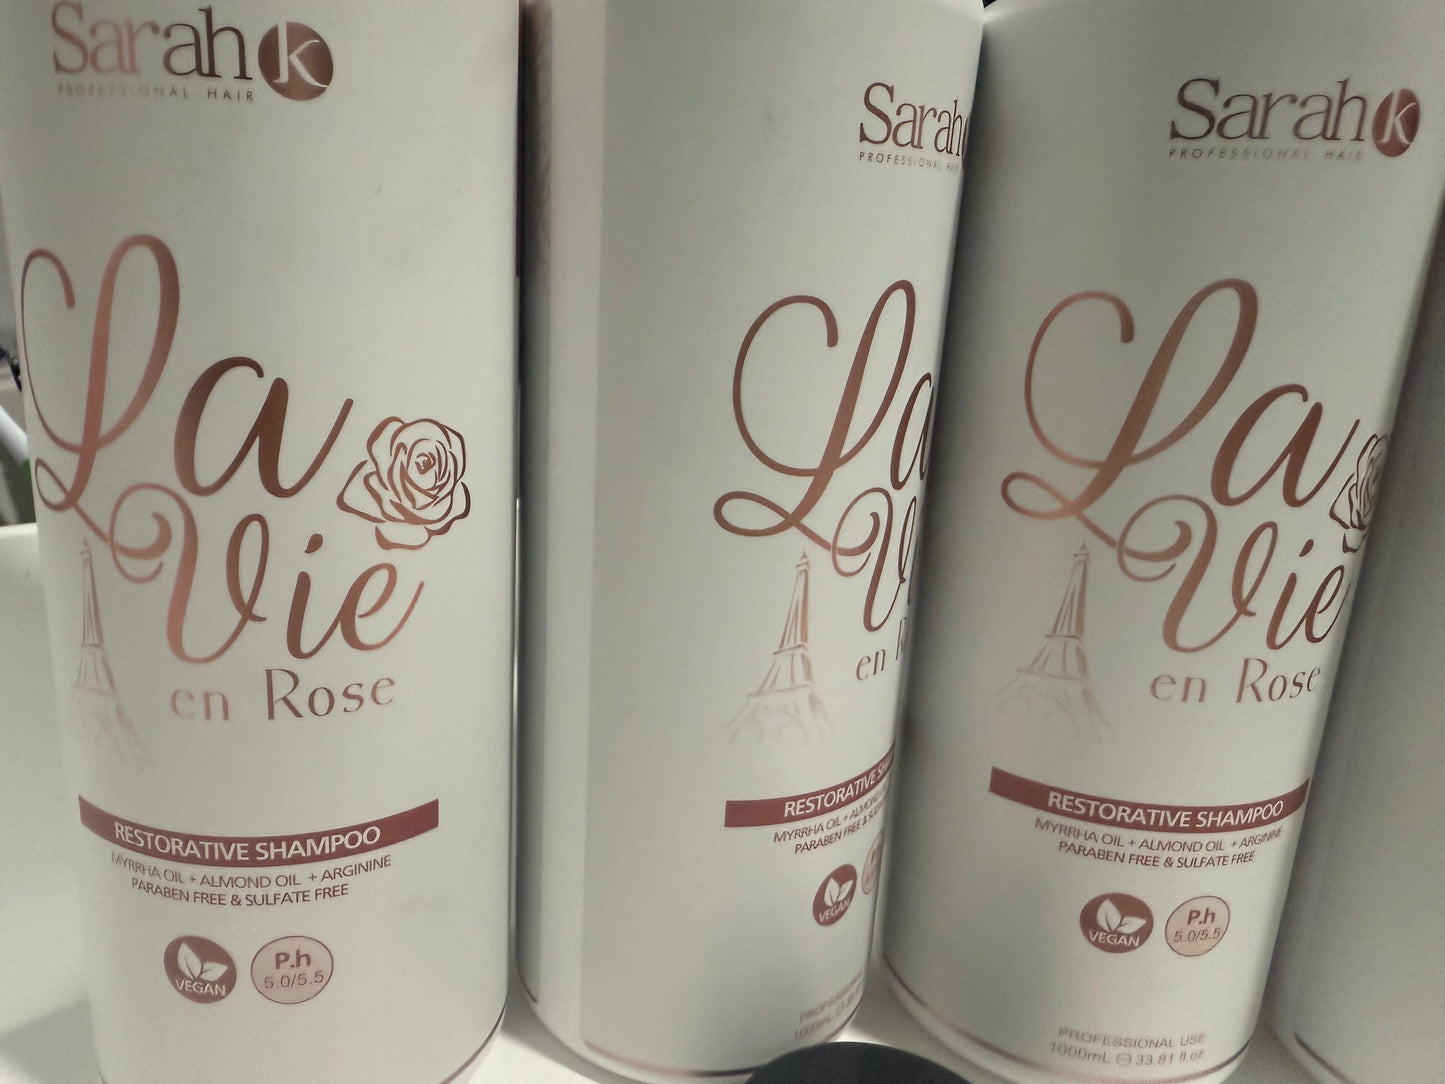 Sarah K
PROFESSIONAL HAIR
La
Vie
en Rose
RESTORATIVE SHAMPOO
MYRRHA OIL + ALMOND OIL + ARGININE
PARABEN FREE & SULFATE FREE
VEGAN
P.h
5.0/5.5
Sarah
PROFESSIONAL HAIR
La
V
en R
RESTORATIVE SHA
MYRRHA OIL + ALMOND
PARABEN FREE & SULFA
VEGAN
1000mL
Sarah K
PROFESSIONAL HAIR
La
Vie
en Rose
RESTORATIVE SHAMPOO
MYRRHA OIL + ALMOND OIL + ARGININE
PARABEN FREE & SULFATE FREE
VEGAN
P.h
5.0/5.5
PROFESSIONAL USE
1000mL ⊖ 33.81 fl.oz